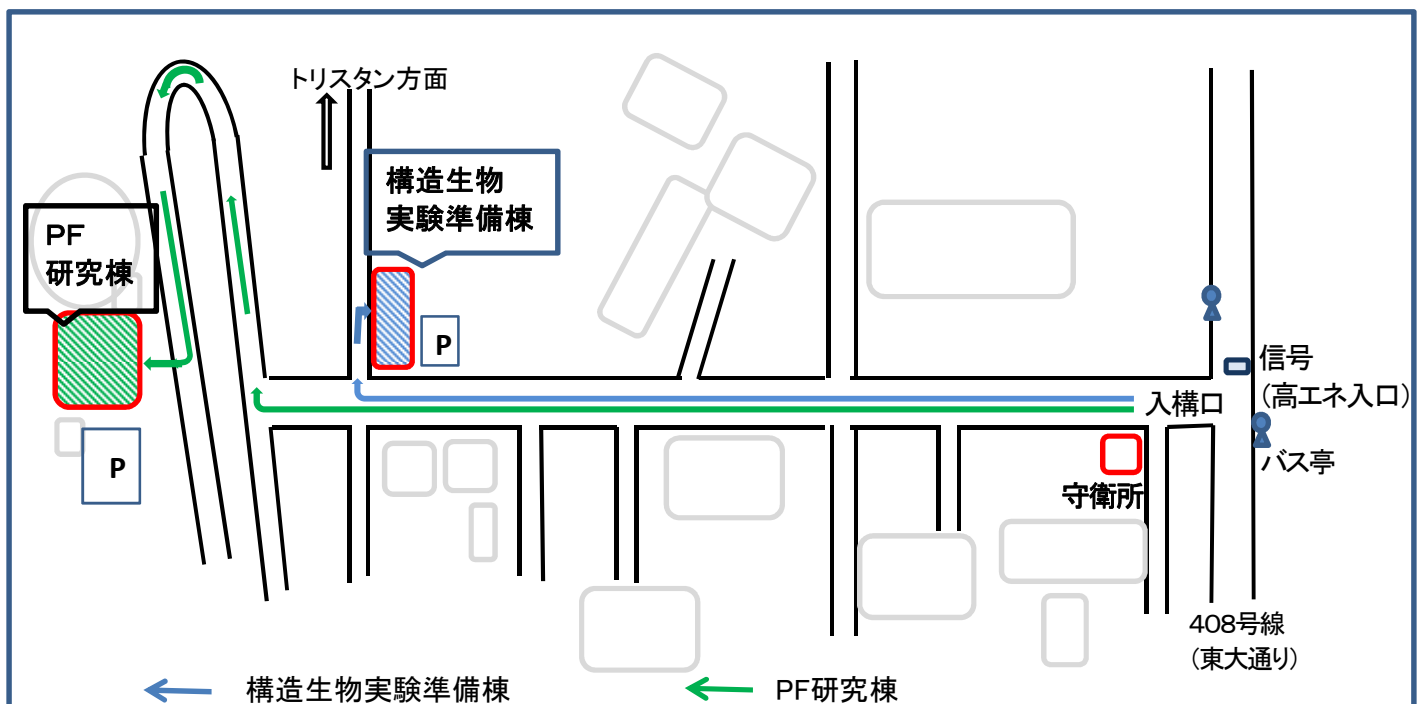 トリスタン方面
構造生物
実験準備棟
PF
研究棟
P
P
信号
(高エネ入口)
入構口
バス亭
守衛所
408号線
(東大通り)
構造生物実験準備棟
PF研究棟